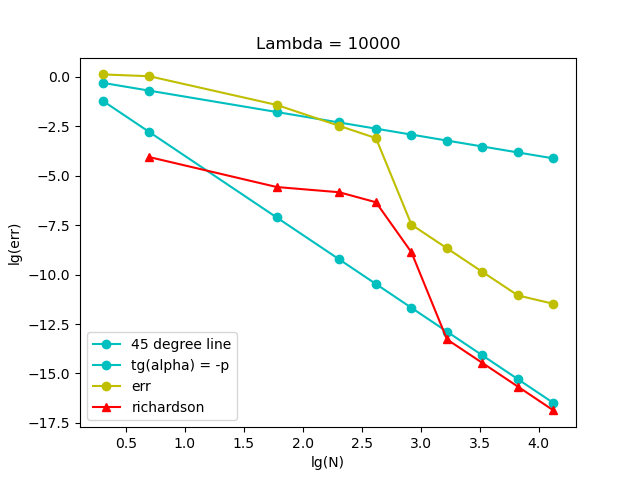 Lambda = 10000
0.0
−2.5
−5.0
−7.5
−10.0
−12.5
−15.0
−17.5
lg(err)
45 degree line
tg(alpha) = -p
err
richardson
0.5 1.0 1.5 2.0 2.5 3.0 3.5 4.0
lg(N)